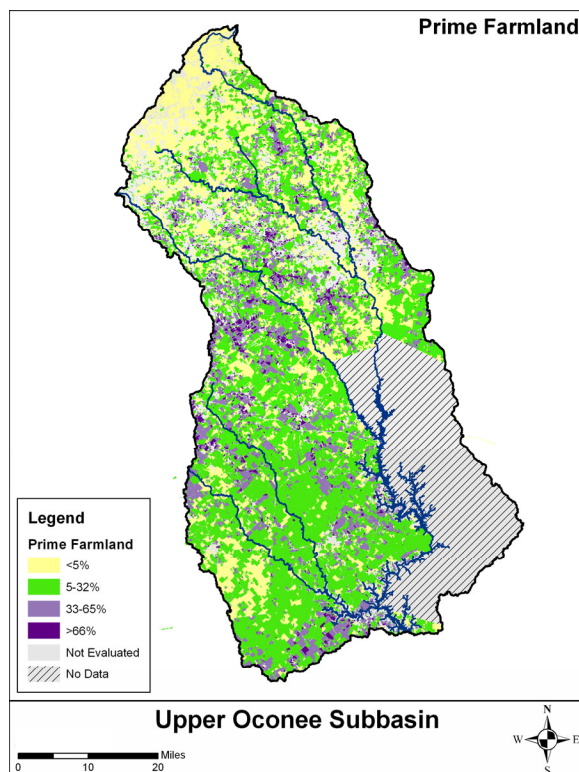 Prime Farmland
Legend
Prime Farmland
<5%
5-32%
33-65%
>66%
Not Evaluated
No Data
Upper Oconee Subbasin
Miles
0 10 20
N
W E
S